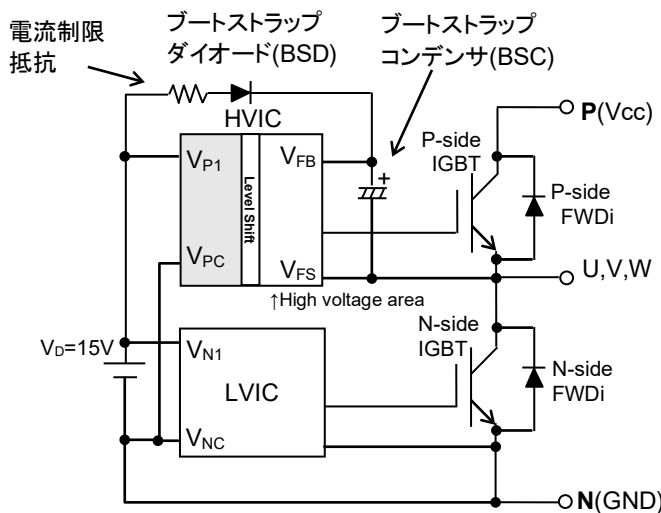 電流制限
抵抗
ブートストラップ
ダイオード(BSD)
ブートストラップ
コンデンサ(BSC)
HVIC
P(Vcc)
VP1
VFB
+
P-side
IGBT
P-side
FWDi
Level Shift
VPC
VFS
U,V,W
↑High voltage area
VD=15V
VN1
N-side
IGBT
N-side
FWDi
LVIC
VNC
N(GND)